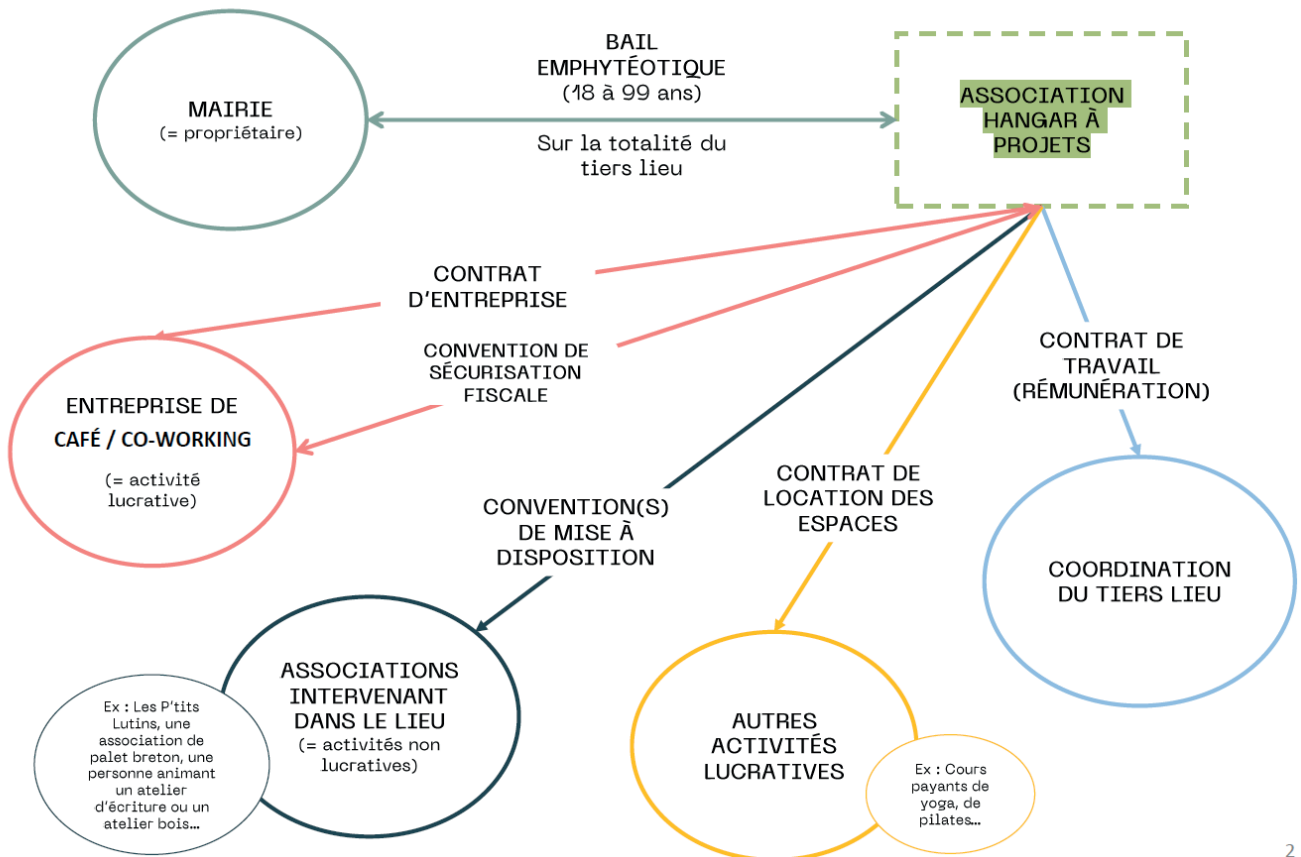 MAIRIE
(= propriétaire)
BAIL
EMPHYTÉOTIQUE
(18 à 99 ans)
Sur la totalité du
tiers lieu
ASSOCIATION
HANGAR À
PROJETS
CONTRAT
D'ENTREPRISE
CONVENTION DE
SÉCURISATION
FISCALE
CONTRAT DE
TRAVAIL
(RÉMUNÉRATION)
ENTREPRISE DE
CAFÉ / CO-WORKING
(= activité
lucrative)
CONVENTION(S)
DE MISE À
DISPOSITION
CONTRAT DE
LOCATION DES
ESPACES
COORDINATION
DU TIERS LIEU
ASSOCIATIONS
INTERVENANT
DANS LE LIEU
(= activités non
lucratives)
Ex : Les P'tits
Lutins, une
association de
palet breton, une
personne animant
un atelier
d'écriture ou un
atelier bois...
AUTRES
ACTIVITÉS
LUCRATIVES
Ex : Cours
payants de
yoga, de
pilates...
2